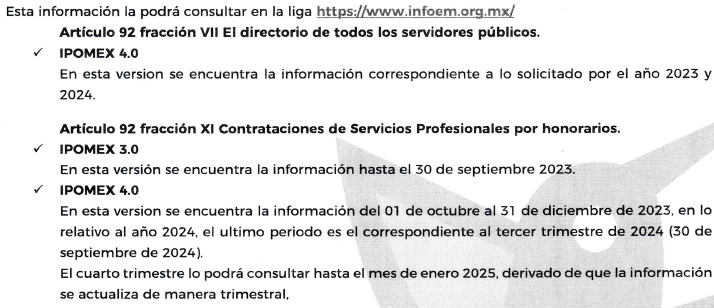 Esta información la podrá consultar en la liga https://www.infoem.org.mx/
Artículo 92 fracción VII El directorio de todos los servidores públicos.
✓ IPOMEX 4.0
En esta version se encuentra la información correspondiente a lo solicitado por el año 2023 y
2024.
Artículo 92 fracción XI Contrataciones de Servicios Profesionales por honorarios.
✓ IPOMEX 3.0
En esta versión se encuentra la información hasta el 30 de septiembre 2023.
✓ IPOMEX 4.0
En esta version se encuentra la información del 01 de octubre al 31 de diciembre de 2023, en lo
relativo al año 2024, el ultimo periodo es el correspondiente al tercer trimestre de 2024 (30 de
septiembre de 2024).
El cuarto trimestre lo podrá consultar hasta el mes de enero 2025, derivado de que la información
se actualiza de manera trimestral,